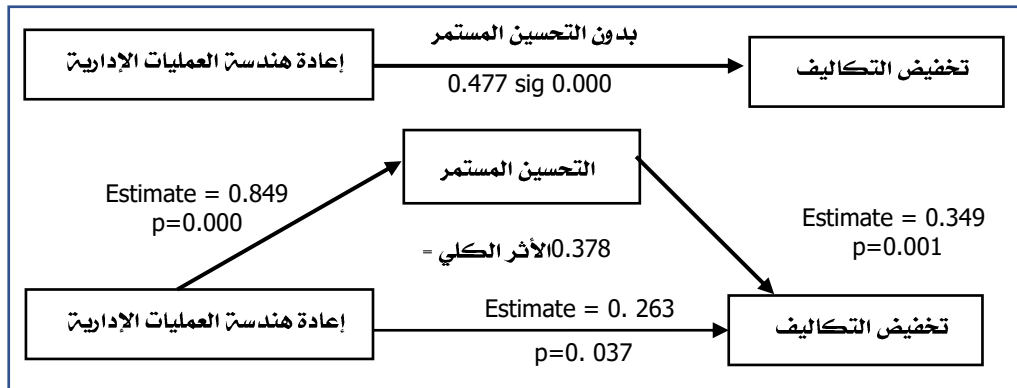 بدون التحسين المستمر
إعادة هندسة العمليات الإدارية
تخفيض التكاليف
0.477 sig 0.000
التحسين المستمر
Estimate = 0.849
p=0.000
Estimate = 0.349
p=0.001
0.378الأثر الكلي =
إعادة هندسة العمليات الإدارية
Estimate = 0. 263
p=0. 037
تخفيض التكاليف